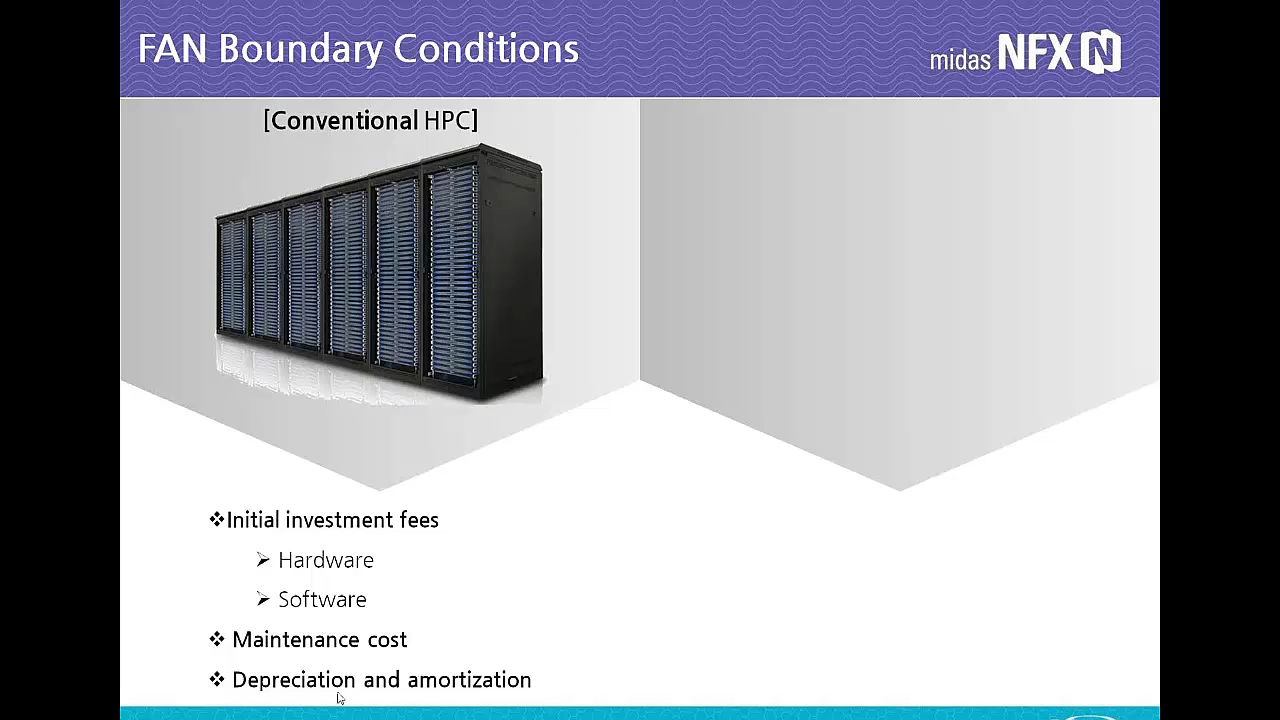 FAN Boundary Conditions
midas NFX N
[Conventional HPC]
❖Initial investment fees
➢ Hardware
➢ Software
❖ Maintenance cost
❖ Depreciation and amortization